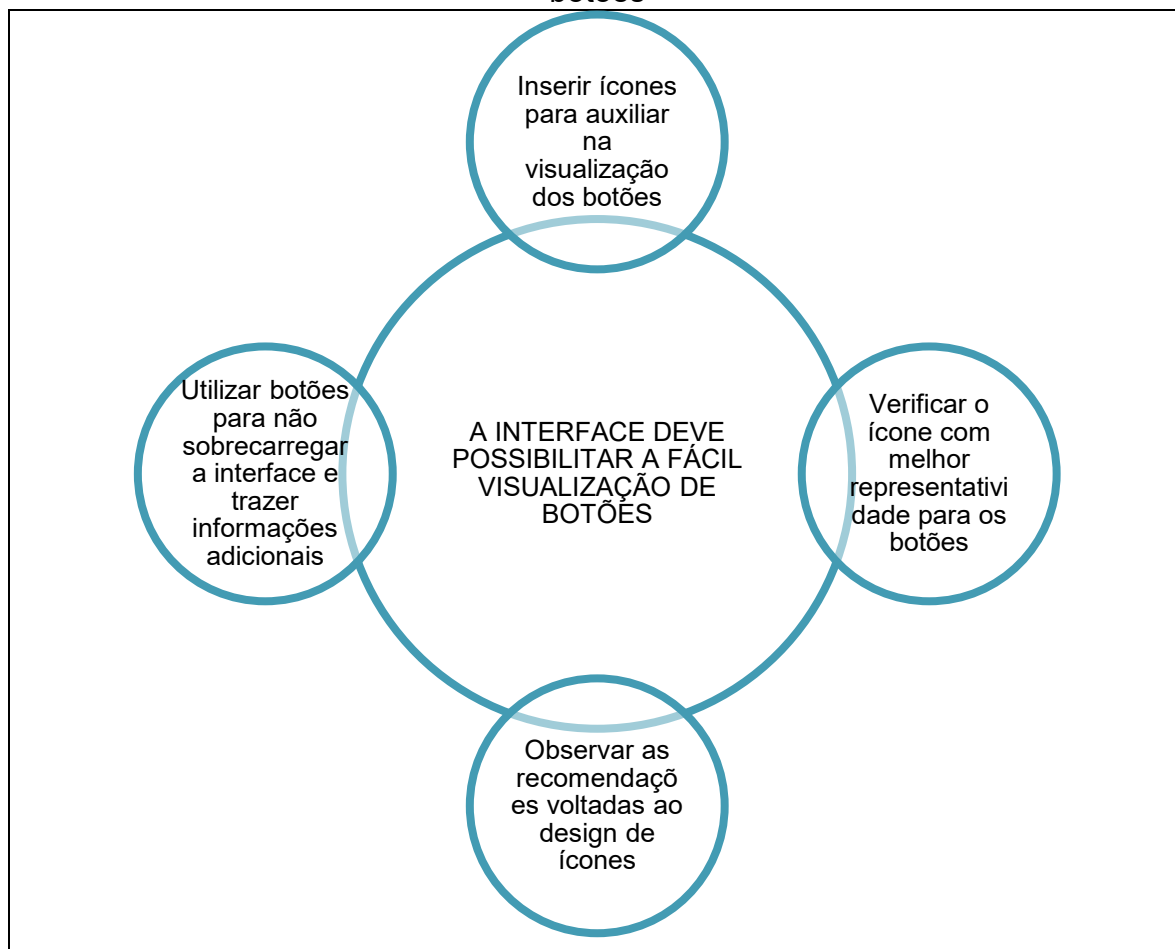 botões
Inserir ícones
para auxiliar
na
visualização
dos botões
Utilizar botões
para não
sobrecarregar
a interface e
trazer
informações
adicionais
A INTERFACE DEVE
POSSIBILITAR A FÁCIL
VISUALIZAÇÃO DE
BOTÕES
Verificar o
ícone com
melhor
representativi
dade para os
botões
Observar as
recomendaçõ
es voltadas ao
design de
ícones